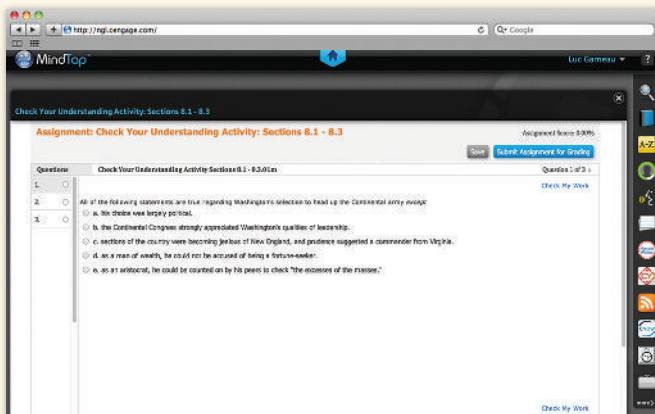 http://ngl.cengage.com/
Google
MindTap
Luc Garneau
?
Check Your Understanding Activity: Sections 8.1 - 8.3
Assignment: Check Your Understanding Activity: Sections 8.1 - 8.3
Assignment Score: 0.00%
Save
Submit Assignment for Grading
Questions
Check Your Understanding Activity Sections 8.1 - 8.3.01m
Question 1 of 3
Check My Work
1.
2.
3.
All of the following statements are true regarding Washington's selection to head up the Continental army except
a. his choice was largely political.
b. the Continental Congress strongly appreciated Washington's qualities of leadership.
c. sections of the country were becoming jealous of New England, and prudence suggested a commander from Virginia.
d. as a man of wealth, he could not be accused of being a fortune-seeker.
e. as an aristocrat, he could be counted on by his peers to check "the excesses of the masses."
Check My Work
A-Z